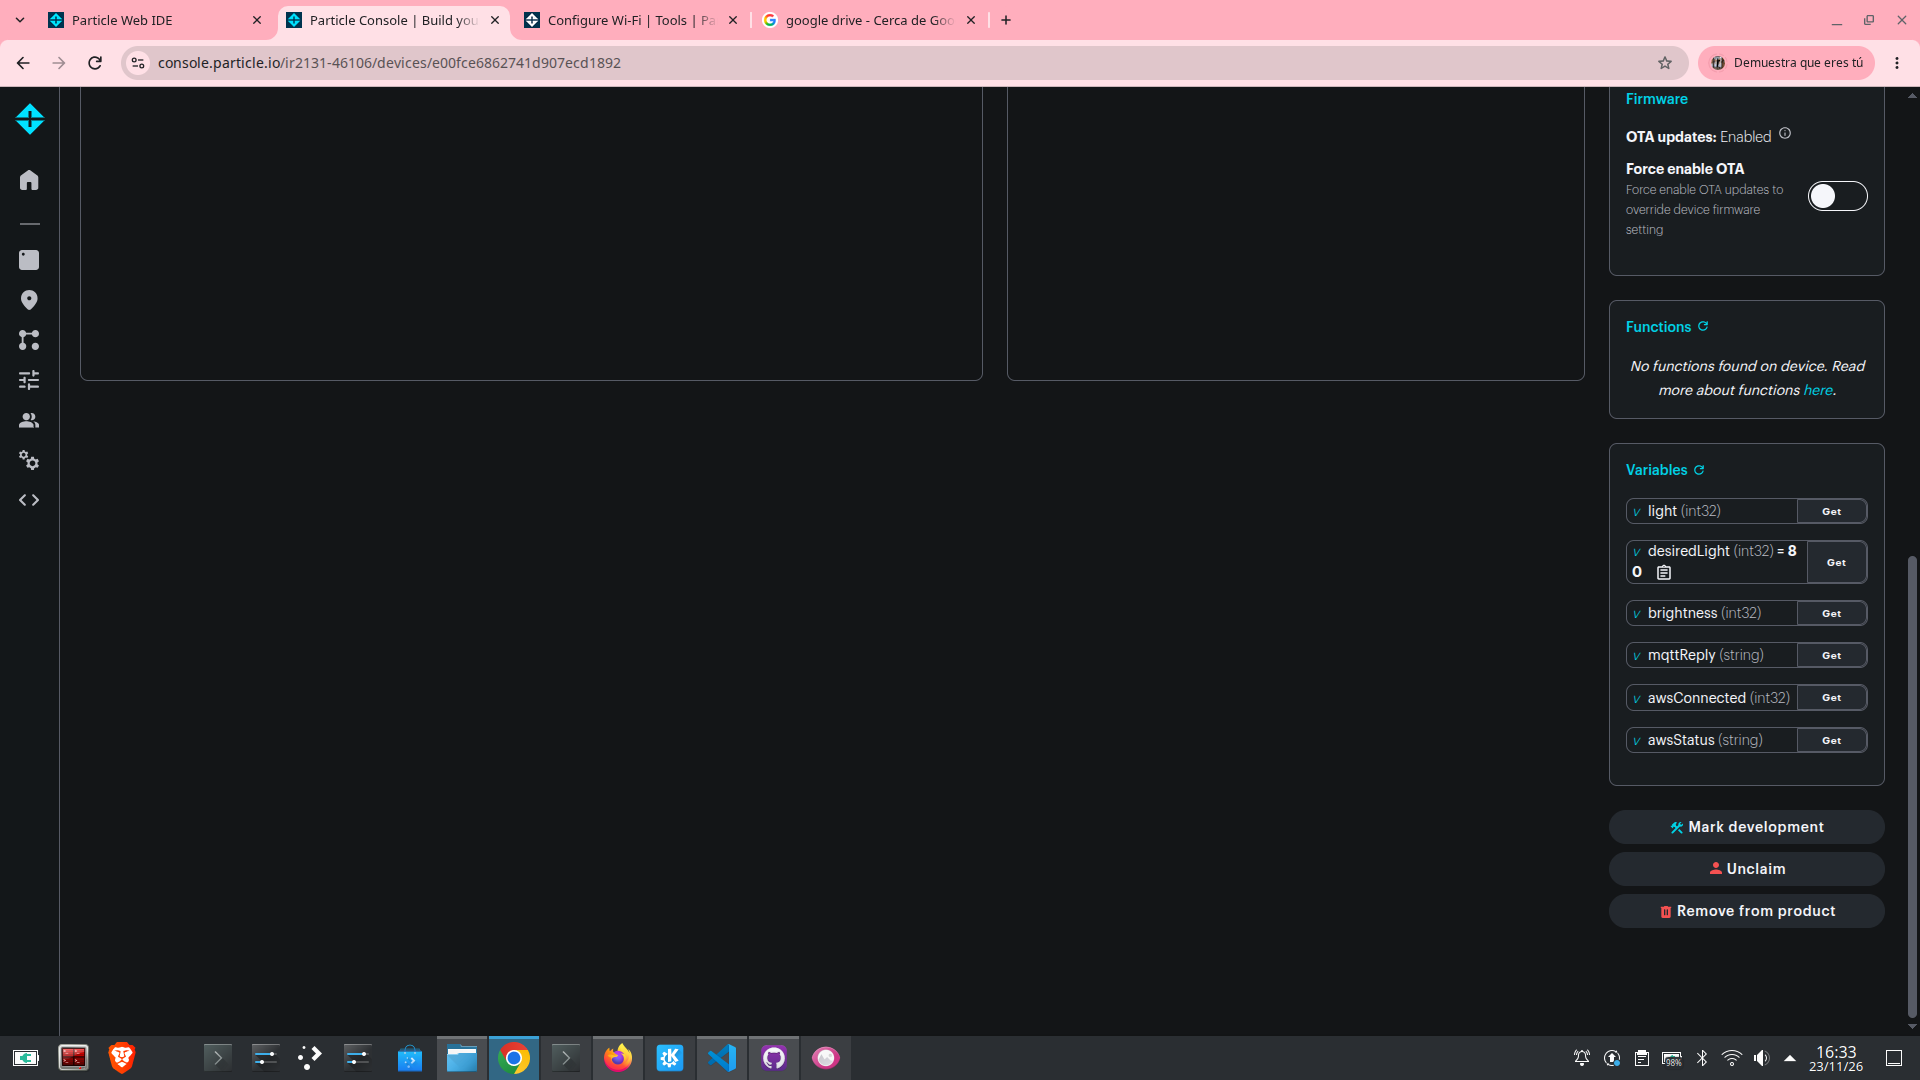 Particle Web IDE
Particle Console | Build you
Configure Wi-Fi | Tools | Pa
google drive - Cerca de Goo
console.particle.io/ir2131-46106/devices/e00fce6862741d907ecd1892
Demuestra que eres tú
Firmware
OTA updates: Enabled
Force enable OTA
Force enable OTA updates to
override device firmware
setting
Functions
No functions found on device. Read
more about functions here.
Variables
v light (int32) Get
v desiredLight (int32) = 8
0
Get
v brightness (int32) Get
v mqttReply (string) Get
v awsConnected (int32) Get
v awsStatus (string) Get
Mark development
Unclaim
Remove from product
98%
16:33
23/11/26